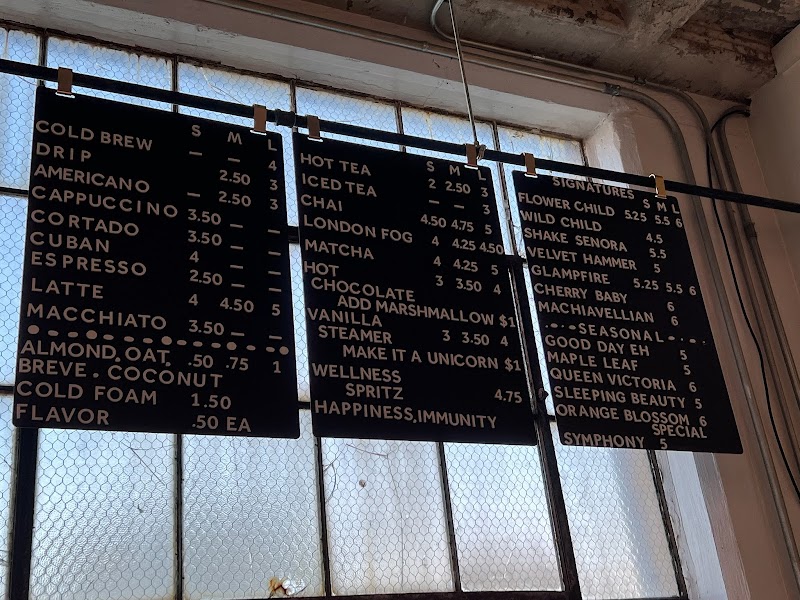 S M L
COLD BREW — — 4
DRIP — 2.50 3
AMERICANO — 2.50 3
CAPPUCCINO 3.50 — —
CORTADO 3.50 — —
CUBAN 4 — —
ESPRESSO 2.50 — —
LATTE 4 4.50 5
MACCHIATO 3.50 — —
ALMOND, OAT, .50 .75 1
BREVE, COCONUT
COLD FOAM 1.50
FLAVOR .50 EA
S M L
HOT TEA 2 2.50 3
ICED TEA — — 3
CHAI 4.50 4.75 5
LONDON FOG 4 4.25 4.50
MATCHA 4 4.25 5
HOT 3 3.50 4
CHOCOLATE
ADD MARSHMALLOW $1
VANILLA
STEAMER 3 3.50 4
MAKE IT A UNICORN $1
WELLNESS
SPRITZ 4.75
HAPPINESS, IMMUNITY
SIGNATURES S M L
FLOWER CHILD 5.25 5.5 6
WILD CHILD 4.5
SHAKE SENORA 5.5
VELVET HAMMER 5
GLAMPFIRE 5.25 5.5 6
CHERRY BABY 6
MACHIAVELLIAN 6
SEASONAL
GOOD DAY EH 5
MAPLE LEAF 5
QUEEN VICTORIA 6
SLEEPING BEAUTY 5
ORANGE BLOSSOM 6
SPECIAL
SYMPHONY 5